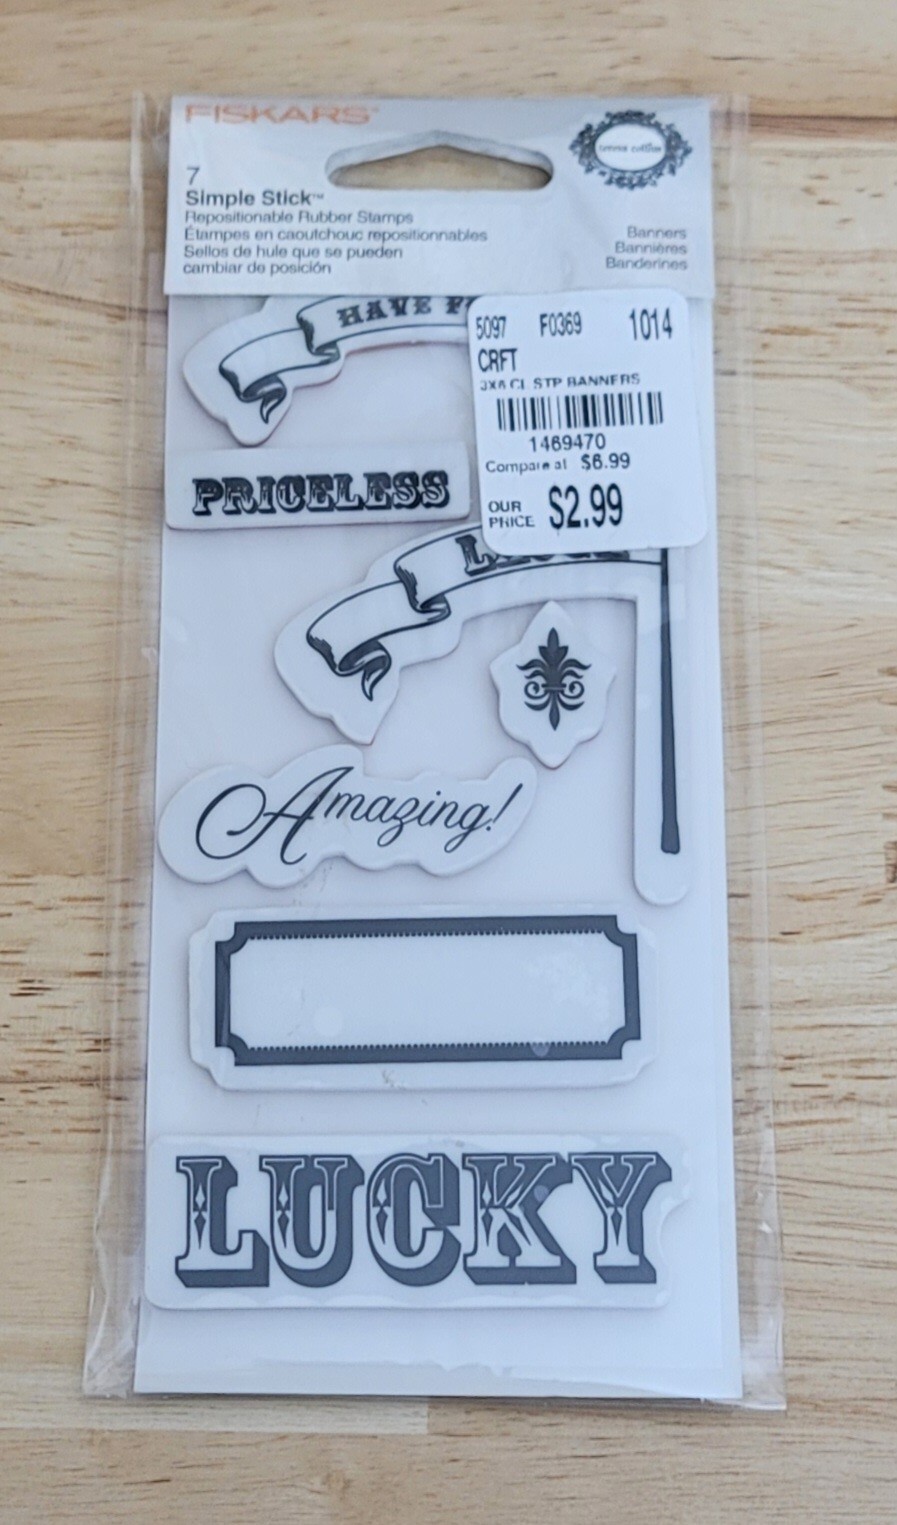 FISKARS
7
Simple Stick™
Repositionable Rubber Stamps
Étampes en caoutchouc repositionnables
Sellos de hule que se pueden
cambiar de posición
Banners
Bannières
Banderines
HAVE
5097 F0369 1014
CRFT
3X6 CL STP BANNERS
1469470
Compare at $6.99
OUR
PRICE $2.99
PRICELESS
Amazing!
LUCKY